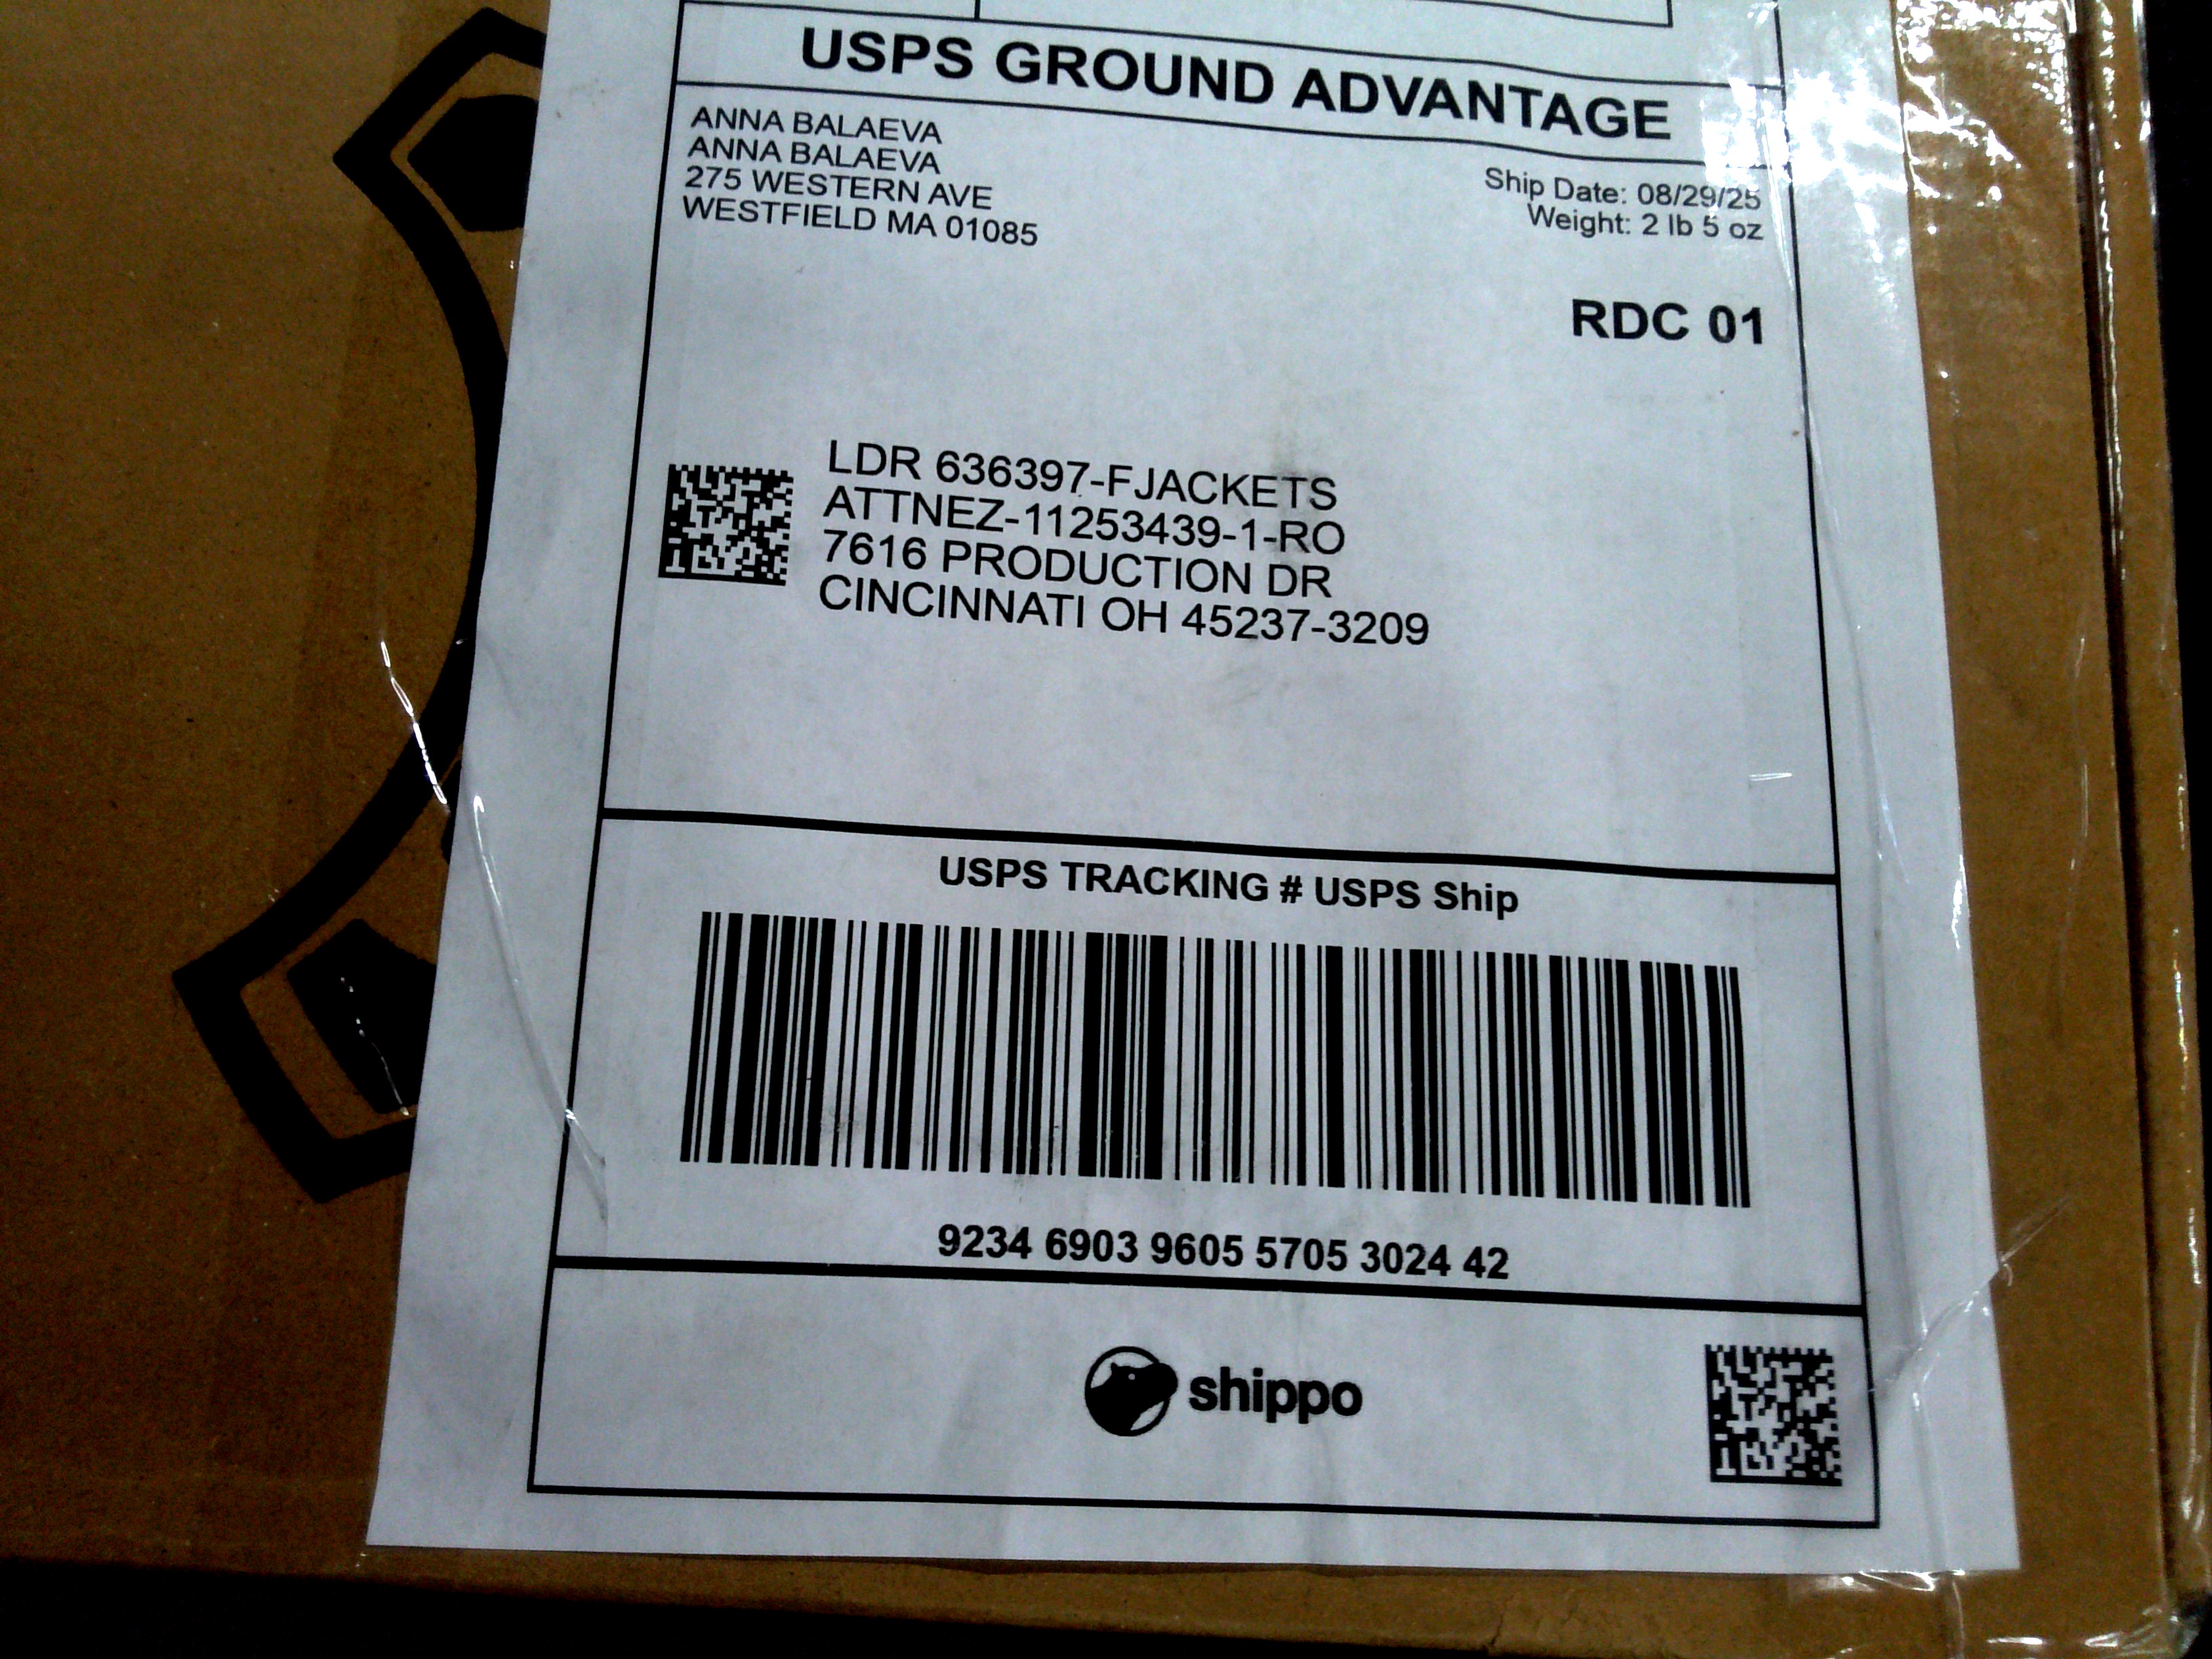 USPS GROUND ADVANTAGE
ANNA BALAEVA
ANNA BALAEVA
275 WESTERN AVE
WESTFIELD MA 01085
Ship Date: 08/29/25
Weight: 2 lb 5 oz
RDC 01
LDR 636397-FJACKETS
ATTNEZ-11253439-1-RO
7616 PRODUCTION DR
CINCINNATI OH 45237-3209
USPS TRACKING # USPS Ship
9234 6903 9605 5705 3024 42
shippo